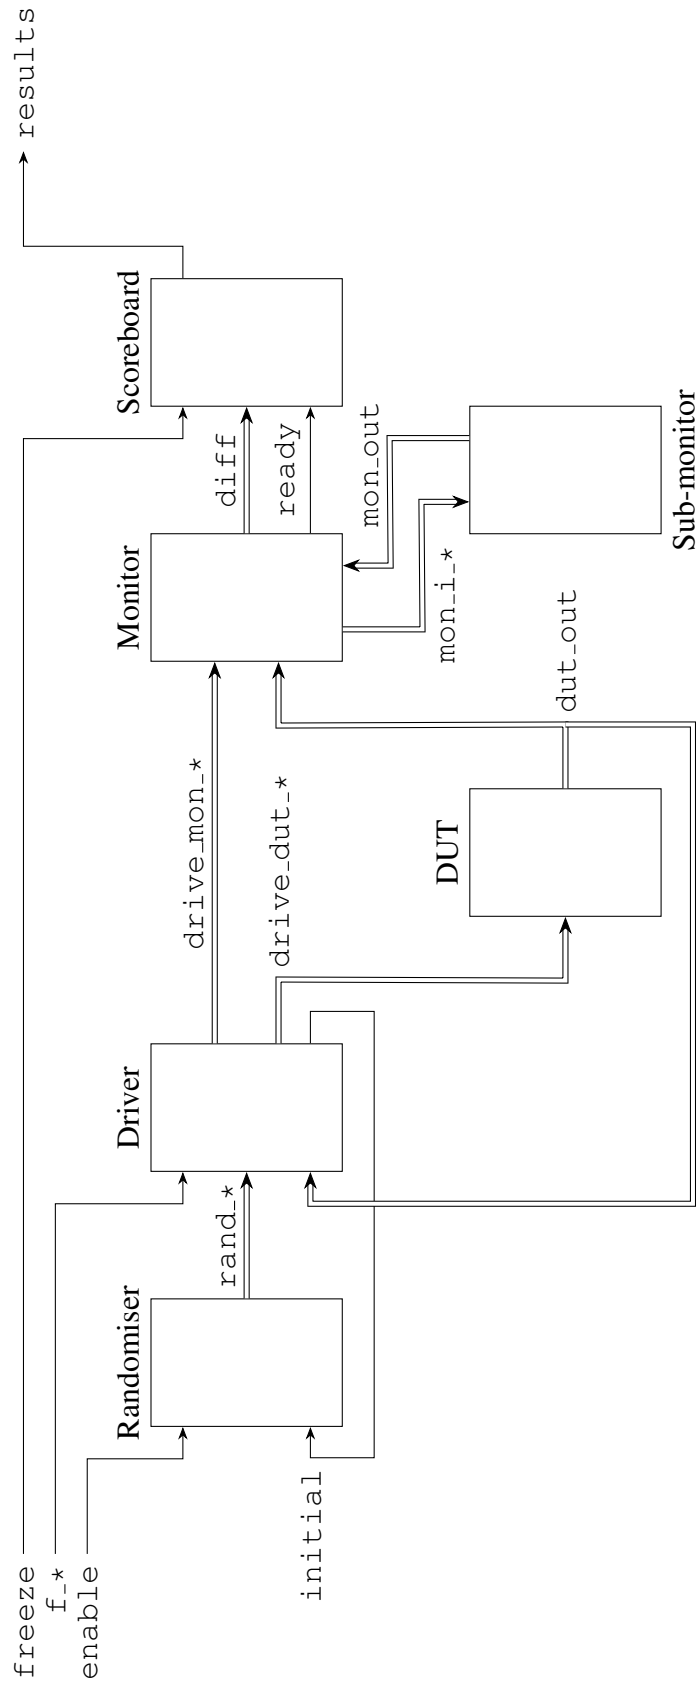 freeze
f_*
enable
results
Randomiser
Driver
Monitor
Scoreboard
rand_*
drive_mon_*
drive_dut_*
diff
ready
initial
mon_out
mon_i_*
DUT
dut_out
Sub-monitor